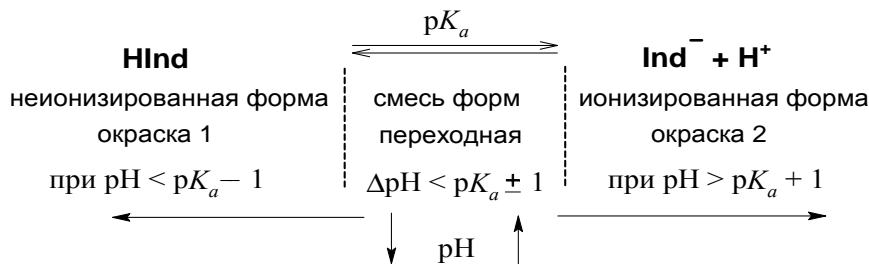 pKₐ
HInd Ind⁻ + H⁺
неионизированная форма смесь форм ионизированная форма
окраска 1 переходная окраска 2
при pH < pKₐ − 1 ΔpH < pKₐ ± 1 при pH > pKₐ + 1
pH